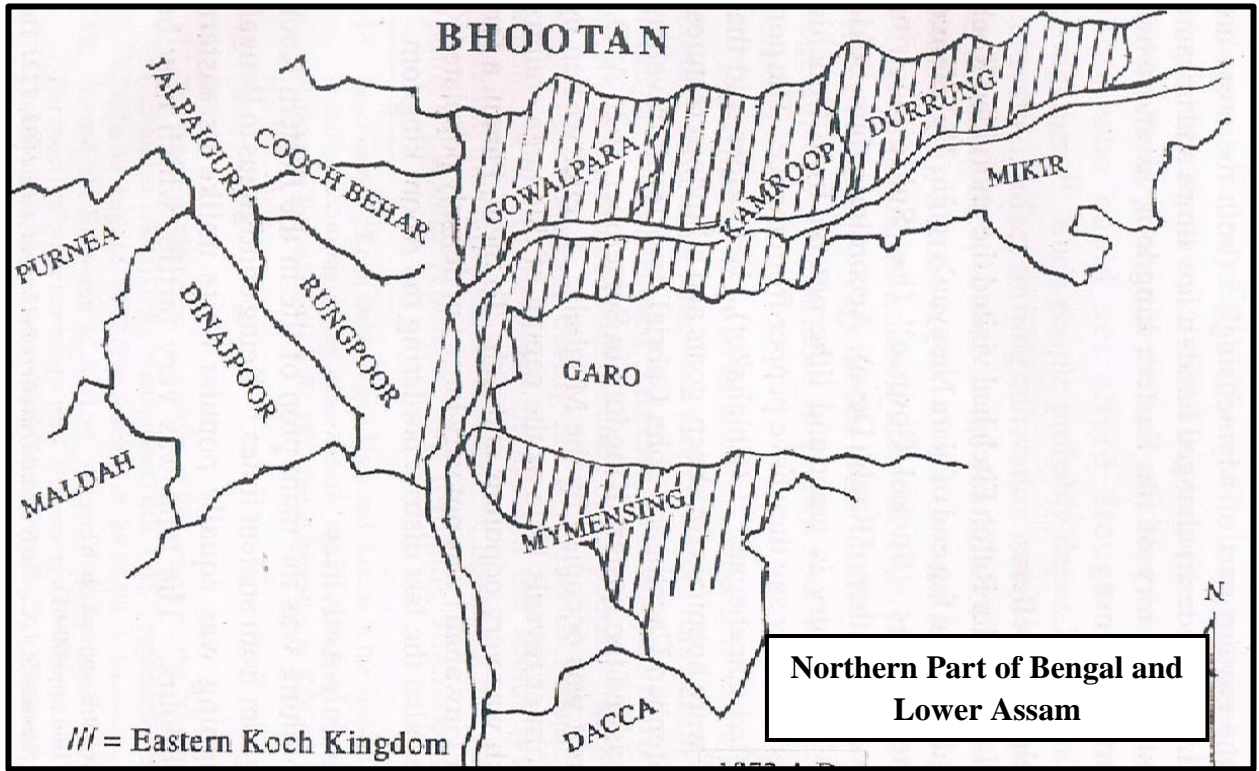 BHOOTAN
JALPAIGURI
COOCH BEHAR
GOWALPARA
KAMROOP
DURRUNG
MIKIR
PURNEA
DINAJPOOR
RUNGPOOR
GARO
MALDAH
MYMENSING
N
Northern Part of Bengal and
Lower Assam
DACCA
/// = Eastern Koch Kingdom